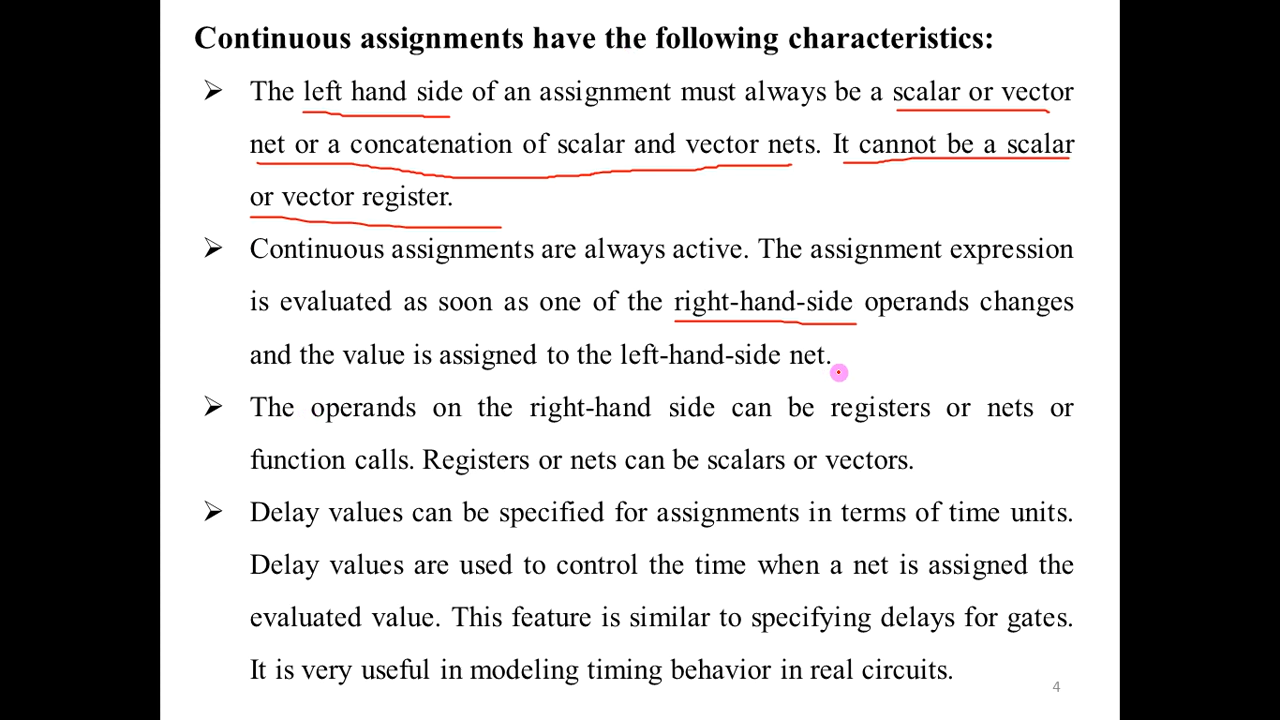 Continuous assignments have the following characteristics:
➢ The left hand side of an assignment must always be a scalar or vector
net or a concatenation of scalar and vector nets. It cannot be a scalar
or vector register.
➢ Continuous assignments are always active. The assignment expression
is evaluated as soon as one of the right-hand-side operands changes
and the value is assigned to the left-hand-side net.
➢ The operands on the right-hand side can be registers or nets or
function calls. Registers or nets can be scalars or vectors.
➢ Delay values can be specified for assignments in terms of time units.
Delay values are used to control the time when a net is assigned the
evaluated value. This feature is similar to specifying delays for gates.
It is very useful in modeling timing behavior in real circuits.
4